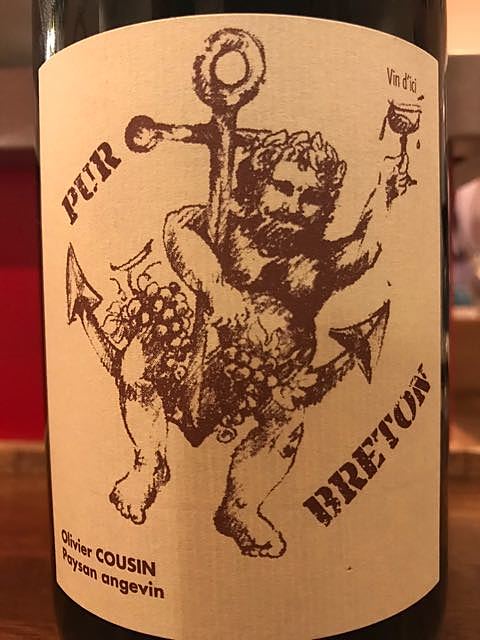 Vin d'ici
PUR
BRETON
Olivier COUSIN
Paysan angevin